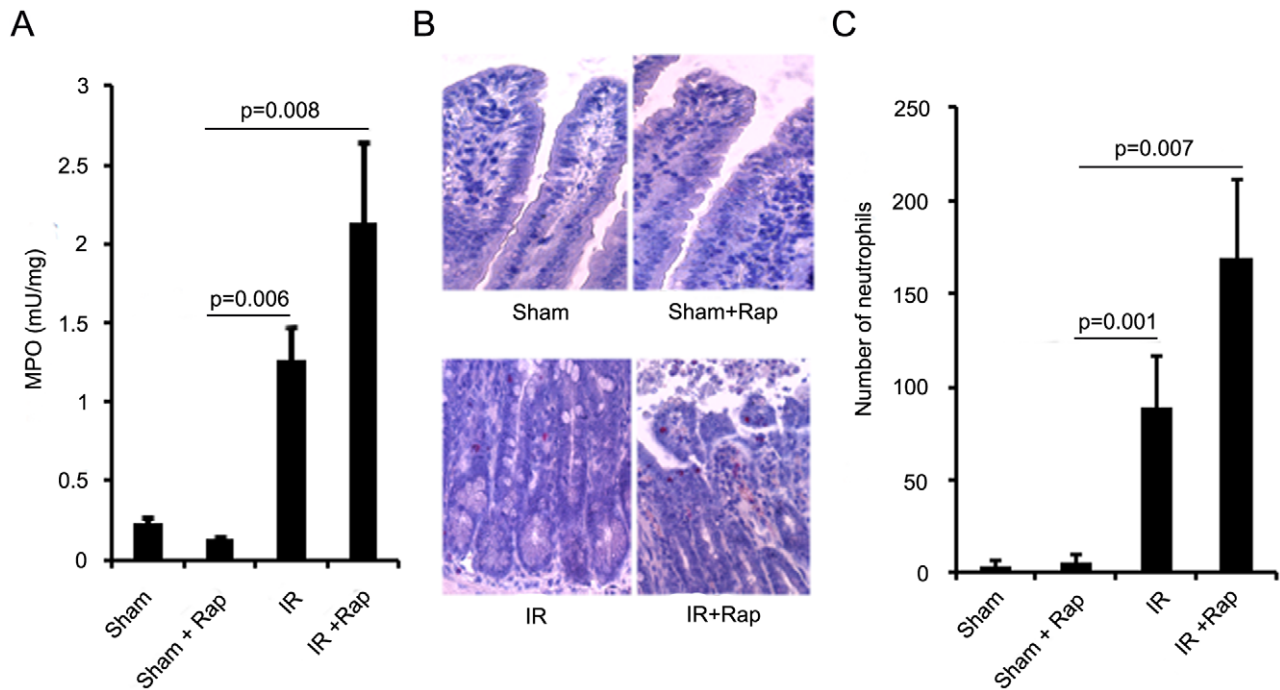 A
B
C
3
2.5
2
1.5
1
0.5
0
MPO (mU/mg)
p=0.008
p=0.006
Sham
Sham + Rap
IR
IR +Rap
Sham
Sham+Rap
IR
IR+Rap
250
200
150
100
50
0
Number of neutrophils
p=0.007
p=0.001
Sham
Sham + Rap
IR
IR +Rap